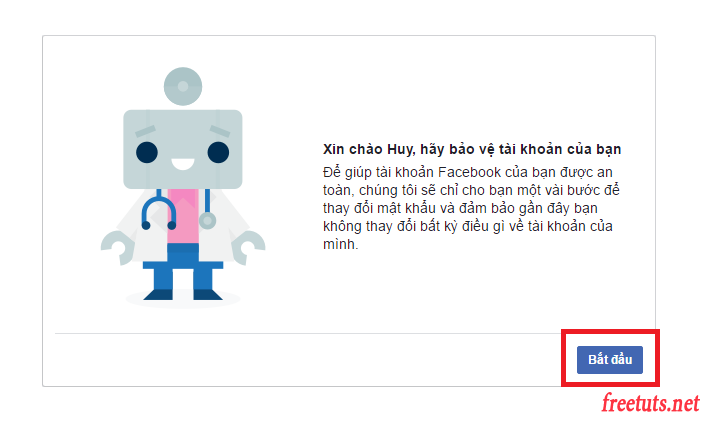 Xin chào Huy, hãy bảo vệ tài khoản của bạn
Để giúp tài khoản Facebook của bạn được an
toàn, chúng tôi sẽ chỉ cho bạn một vài bước để
thay đổi mật khẩu và đảm bảo gần đây bạn
không thay đổi bất kỳ điều gì về tài khoản của
mình.
Bắt đầu
freetuts.net